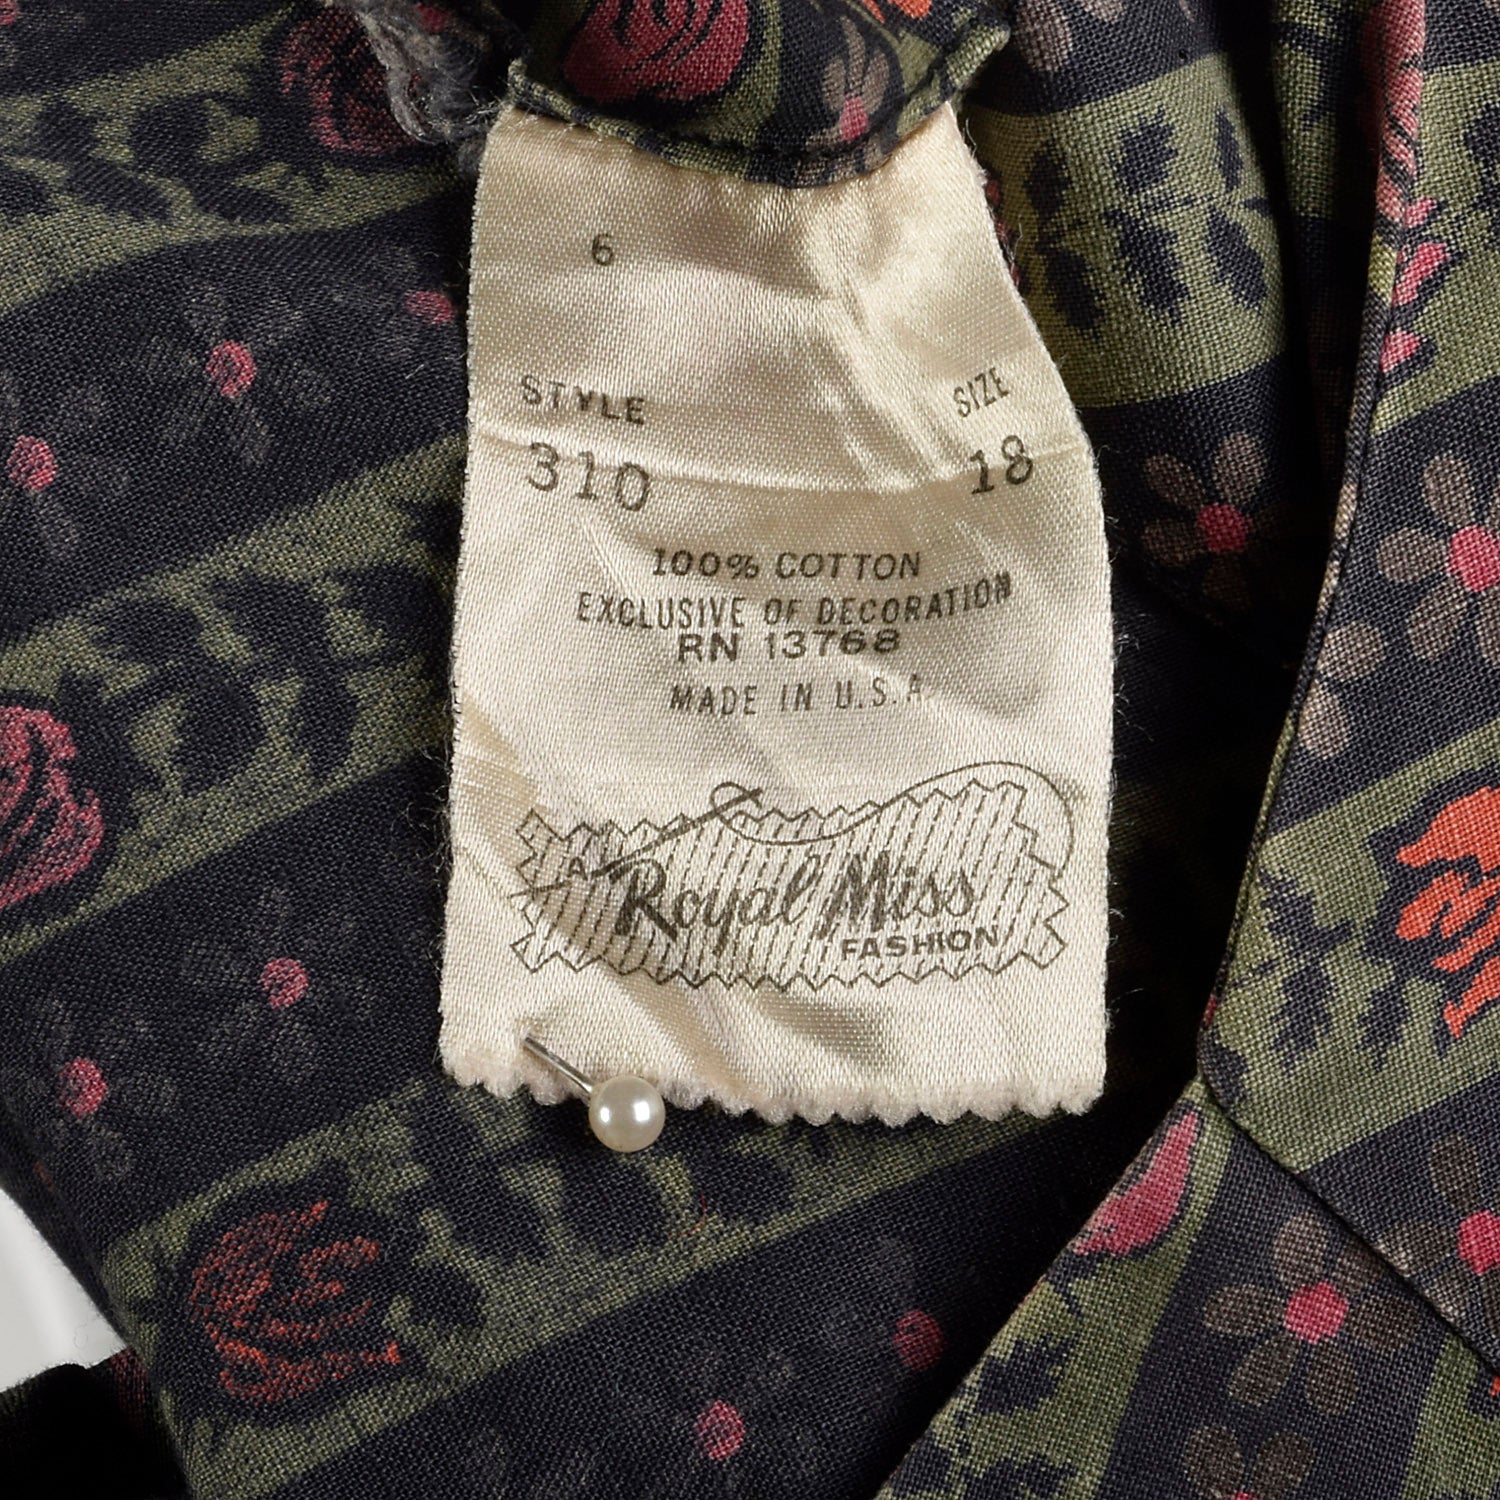 6
STYLE SIZE
310 18
100% COTTON
EXCLUSIVE OF DECORATION
RN 13768
MADE IN U.S.A.
A Royal Miss
FASHION